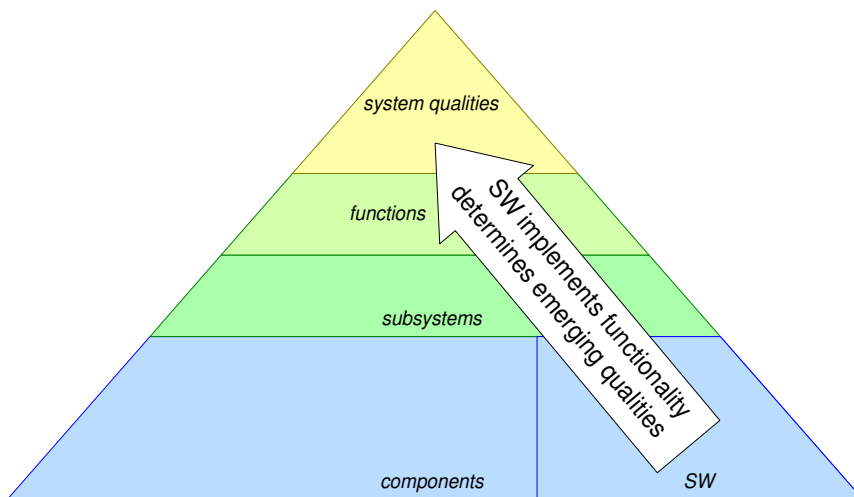 system qualities
functions
SW implements functionality
determines emerging qualities
subsystems
components
SW